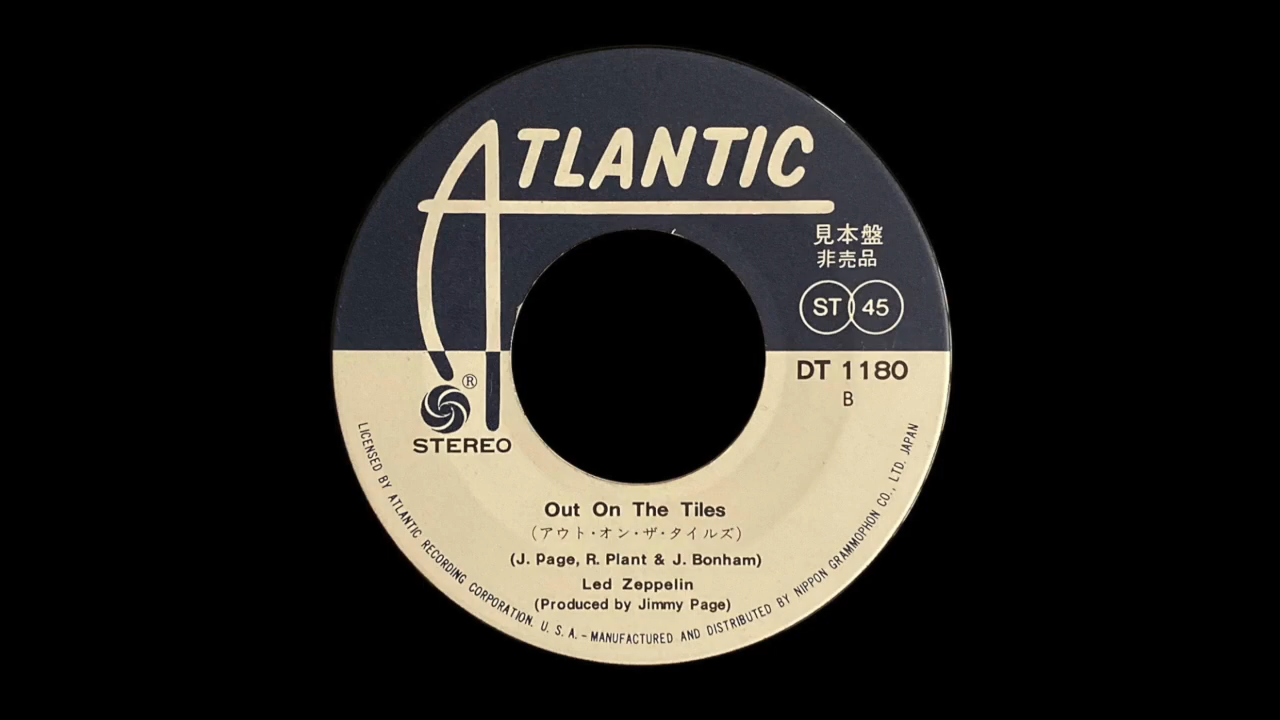 ATLANTIC
見本盤
非売品
ST 45
DT 1180
B
®
STEREO
Out On The Tiles
(アウト・オン・ザ・タイルズ)
(J. Page, R. Plant & J. Bonham)
Led Zeppelin
(Produced by Jimmy Page)
LICENSED BY ATLANTIC RECORDING CORPORATION. U. S. A. - MANUFACTURED AND DISTRIBUTED BY NIPPON GRAMMOPHON CO., LTD. JAPAN